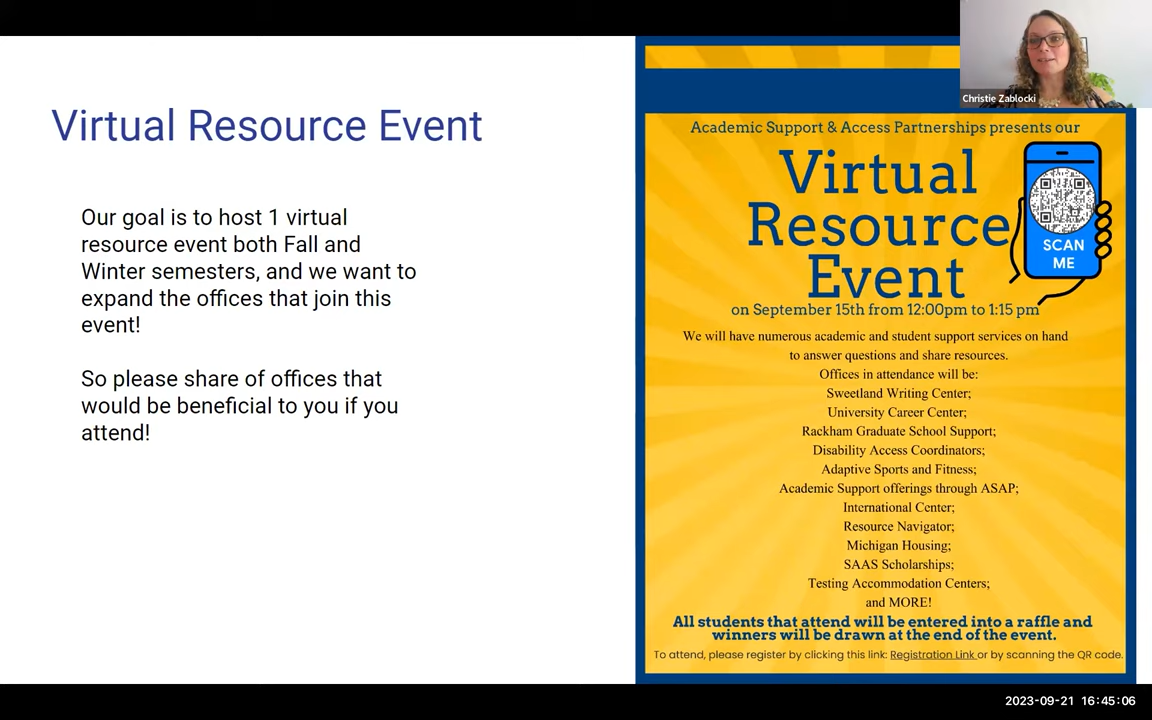 Virtual Resource Event
Our goal is to host 1 virtual
resource event both Fall and
Winter semesters, and we want to
expand the offices that join this
event!
So please share of offices that
would be beneficial to you if you
attend!
Christie Zablocki
Academic Support & Access Partnerships presents our
Virtual
Resource
Event
SCAN
ME
on September 15th from 12:00pm to 1:15 pm
We will have numerous academic and student support services on hand
to answer questions and share resources.
Offices in attendance will be:
Sweetland Writing Center;
University Career Center;
Rackham Graduate School Support;
Disability Access Coordinators;
Adaptive Sports and Fitness;
Academic Support offerings through ASAP;
International Center;
Resource Navigator;
Michigan Housing;
SAAS Scholarships;
Testing Accommodation Centers;
and MORE!
All students that attend will be entered into a raffle and
winners will be drawn at the end of the event.
To attend, please register by clicking this link: Registration Link or by scanning the QR code.
2023-09-21 16:45:06